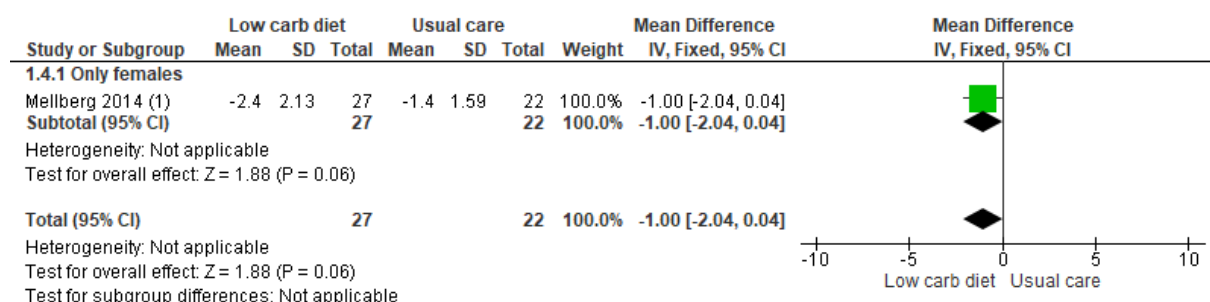 Low carb diet Usual care Mean Difference Mean Difference
Study or Subgroup Mean SD Total Mean SD Total Weight IV, Fixed, 95% CI IV, Fixed, 95% CI
1.4.1 Only females
Mellberg 2014 (1) -2.4 2.13 27 -1.4 1.59 22 100.0% -1.00 [-2.04, 0.04]
Subtotal (95% CI) 27 22 100.0% -1.00 [-2.04, 0.04]
Heterogeneity: Not applicable
Test for overall effect: Z = 1.88 (P = 0.06)
Total (95% CI) 27 22 100.0% -1.00 [-2.04, 0.04]
Heterogeneity: Not applicable
Test for overall effect: Z = 1.88 (P = 0.06)
Test for subgroup differences: Not applicable
-10 -5 0 5 10
Low carb diet Usual care